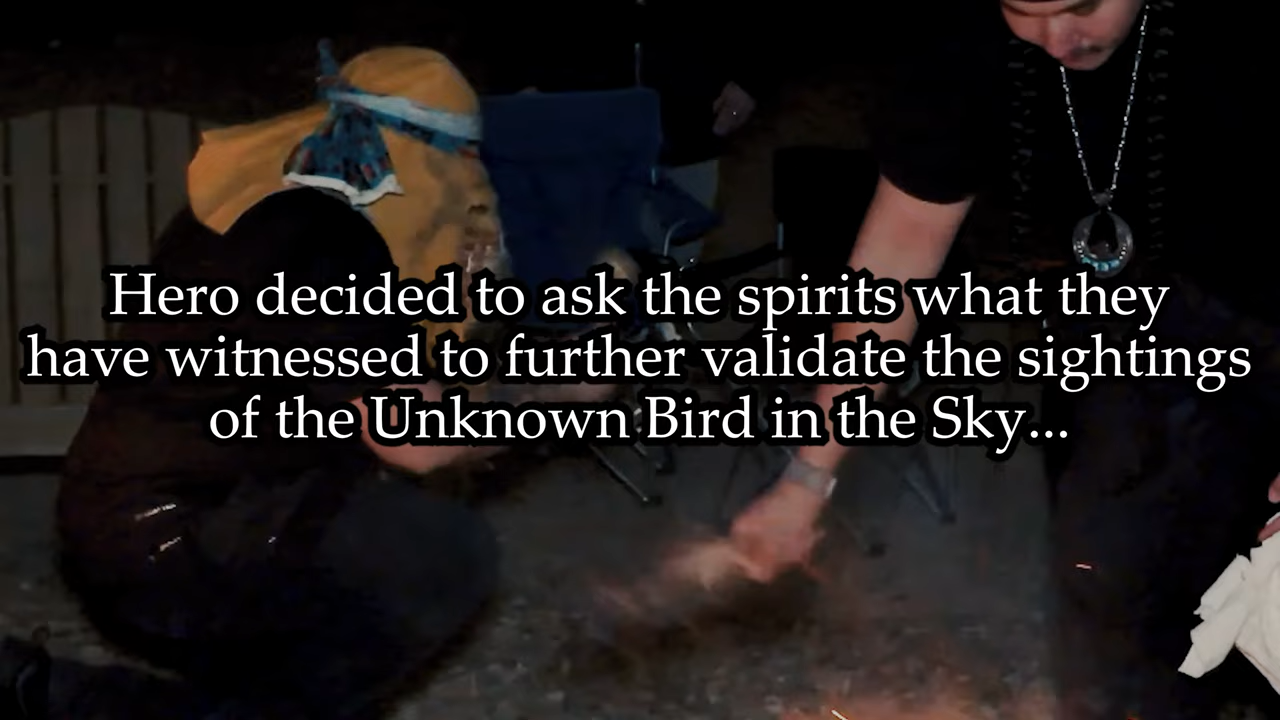 Hero decided to ask the spirits what they
have witnessed to further validate the sightings
of the Unknown Bird in the Sky...